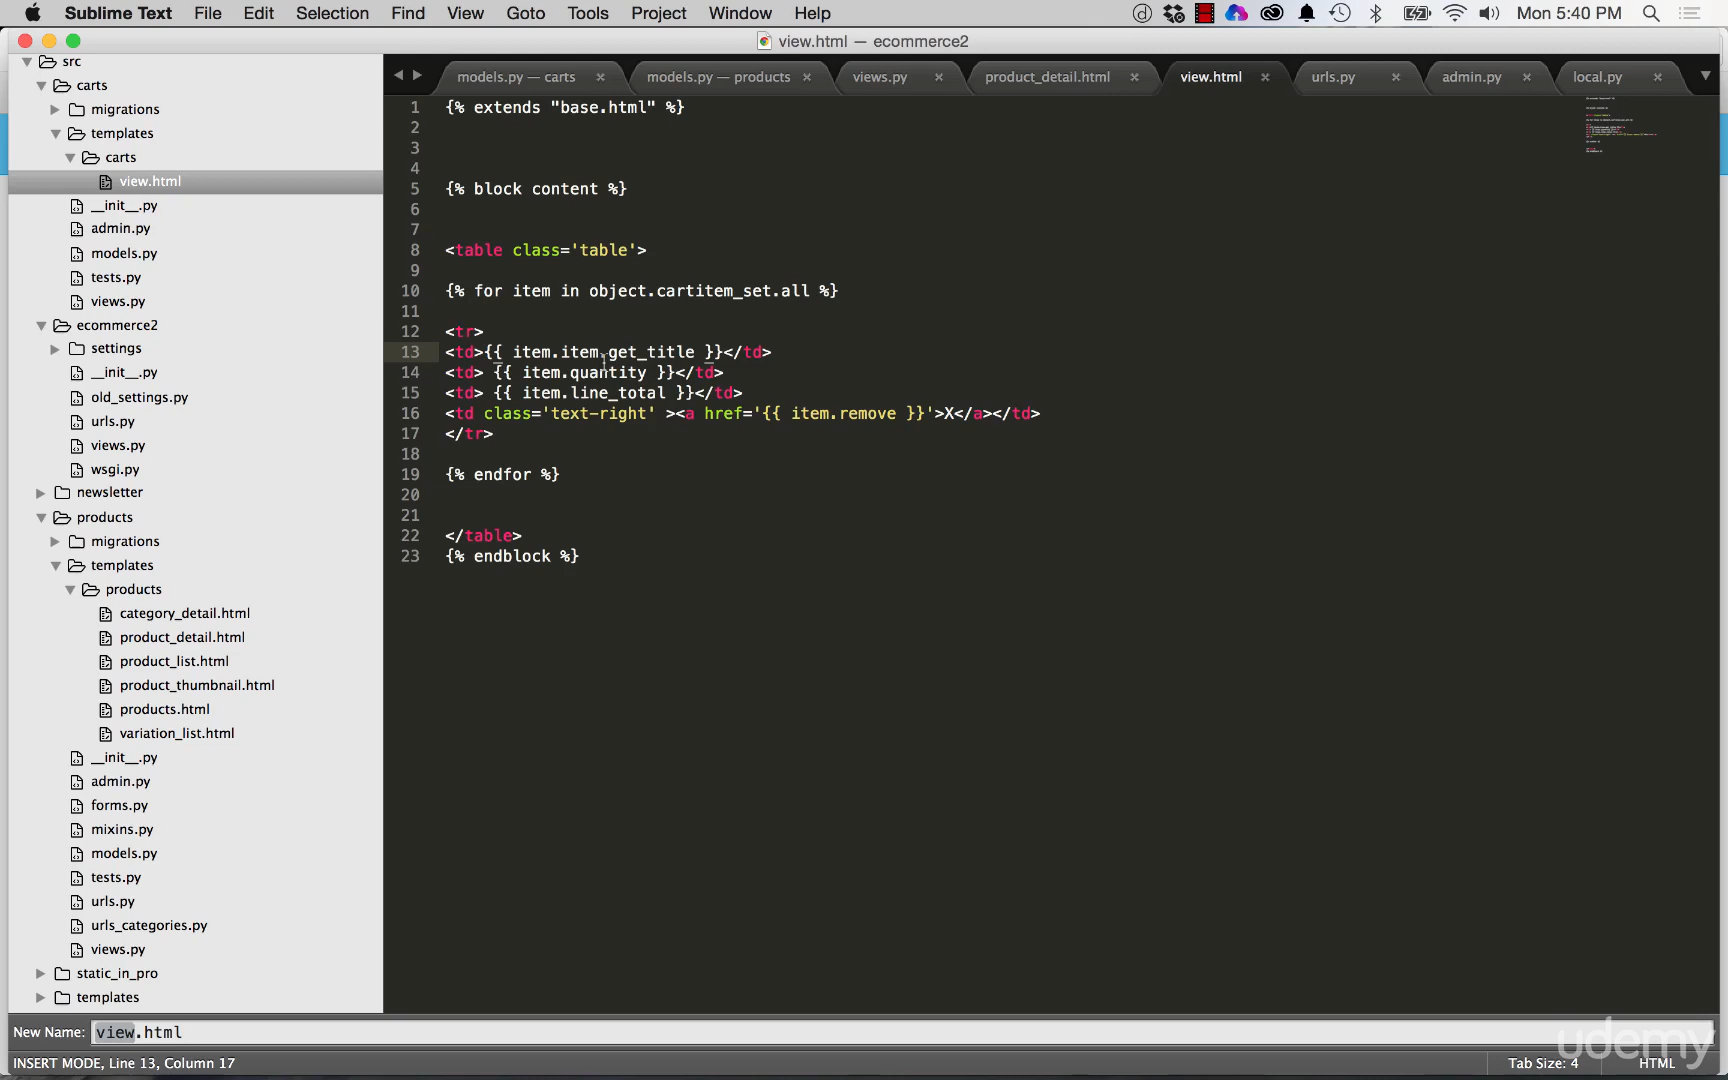 Sublime Text File Edit Selection Find View Goto Tools Project Window Help Mon 5:40 PM
view.html — ecommerce2
src
carts
migrations
templates
carts
view.html
__init__.py
admin.py
models.py
tests.py
views.py
ecommerce2
settings
__init__.py
old_settings.py
urls.py
views.py
wsgi.py
newsletter
products
migrations
templates
products
category_detail.html
product_detail.html
product_list.html
product_thumbnail.html
products.html
variation_list.html
__init__.py
admin.py
forms.py
mixins.py
models.py
tests.py
urls.py
urls_categories.py
views.py
static_in_pro
templates
models.py — carts models.py — products views.py product_detail.html view.html urls.py admin.py local.py
1 {% extends "base.html" %}
2
3
4
5 {% block content %}
6
7
8 <table class='table'>
9
10 {% for item in object.cartitem_set.all %}
11
12 <tr>
13 <td>{{ item.item.get_title }}</td>
14 <td> {{ item.quantity }}</td>
15 <td> {{ item.line_total }}</td>
16 <td class='text-right' ><a href='{{ item.remove }}'>X</a></td>
17 </tr>
18
19 {% endfor %}
20
21
22 </table>
23 {% endblock %}
New Name: view.html
INSERT MODE, Line 13, Column 17 Tab Size: 4 HTML
udemy